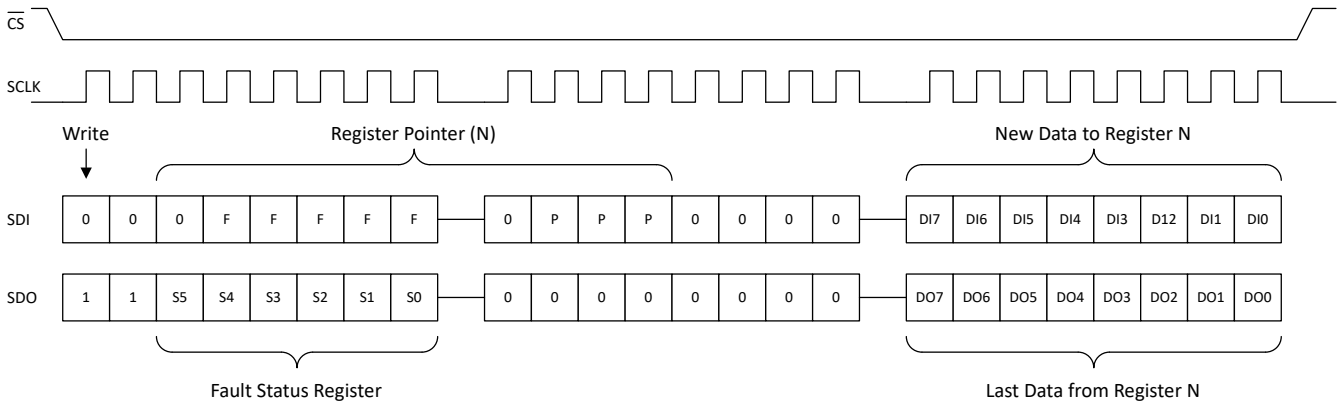 CS
SCLK
Write Register Pointer (N) New Data to Register N
SDI 0 0 0 F F F F F 0 P P P 0 0 0 0 DI7 DI6 DI5 DI4 DI3 D12 DI1 DI0
SDO 1 1 S5 S4 S3 S2 S1 S0 0 0 0 0 0 0 0 0 DO7 DO6 DO5 DO4 DO3 DO2 DO1 DO0
Fault Status Register Last Data from Register N